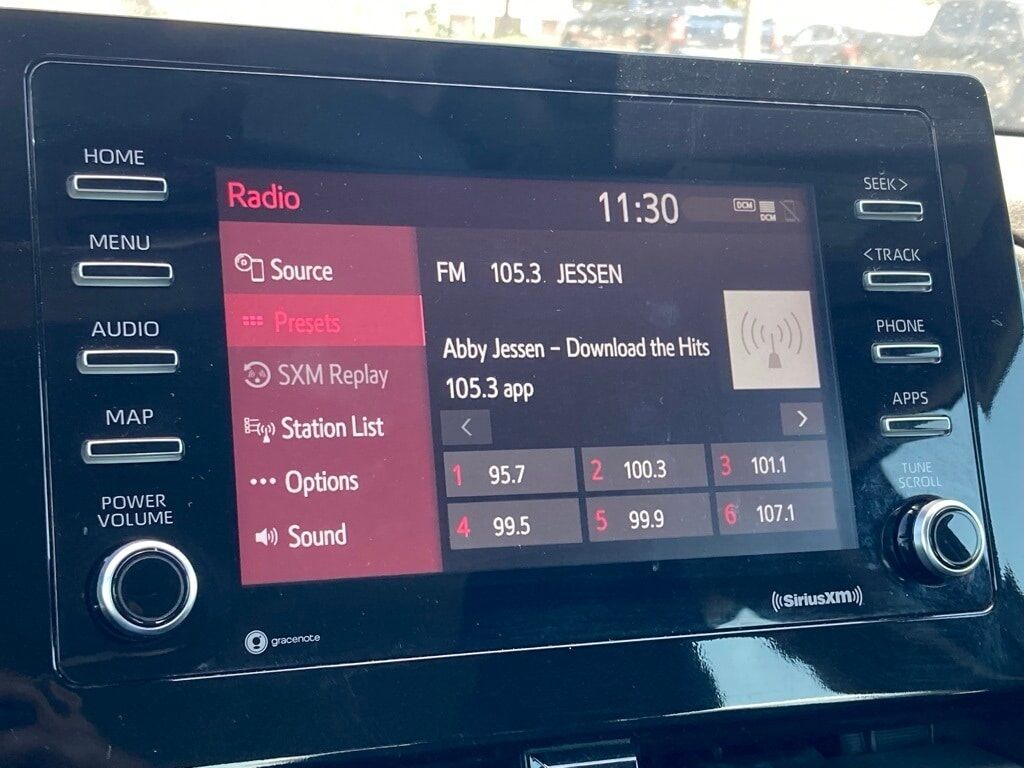 HOME
MENU
AUDIO
MAP
POWER
VOLUME
Radio
11:30
DCM
DCM
Source
Presets
SXM Replay
Station List
Options
Sound
FM 105.3 JESSEN
Abby Jessen – Download the Hits
105.3 app
<
>
1 95.7
2 100.3
3 101.1
4 99.5
5 99.9
6 107.1
SEEK >
< TRACK
PHONE
APPS
TUNE
SCROLL
gracenote
((SiriusXM))